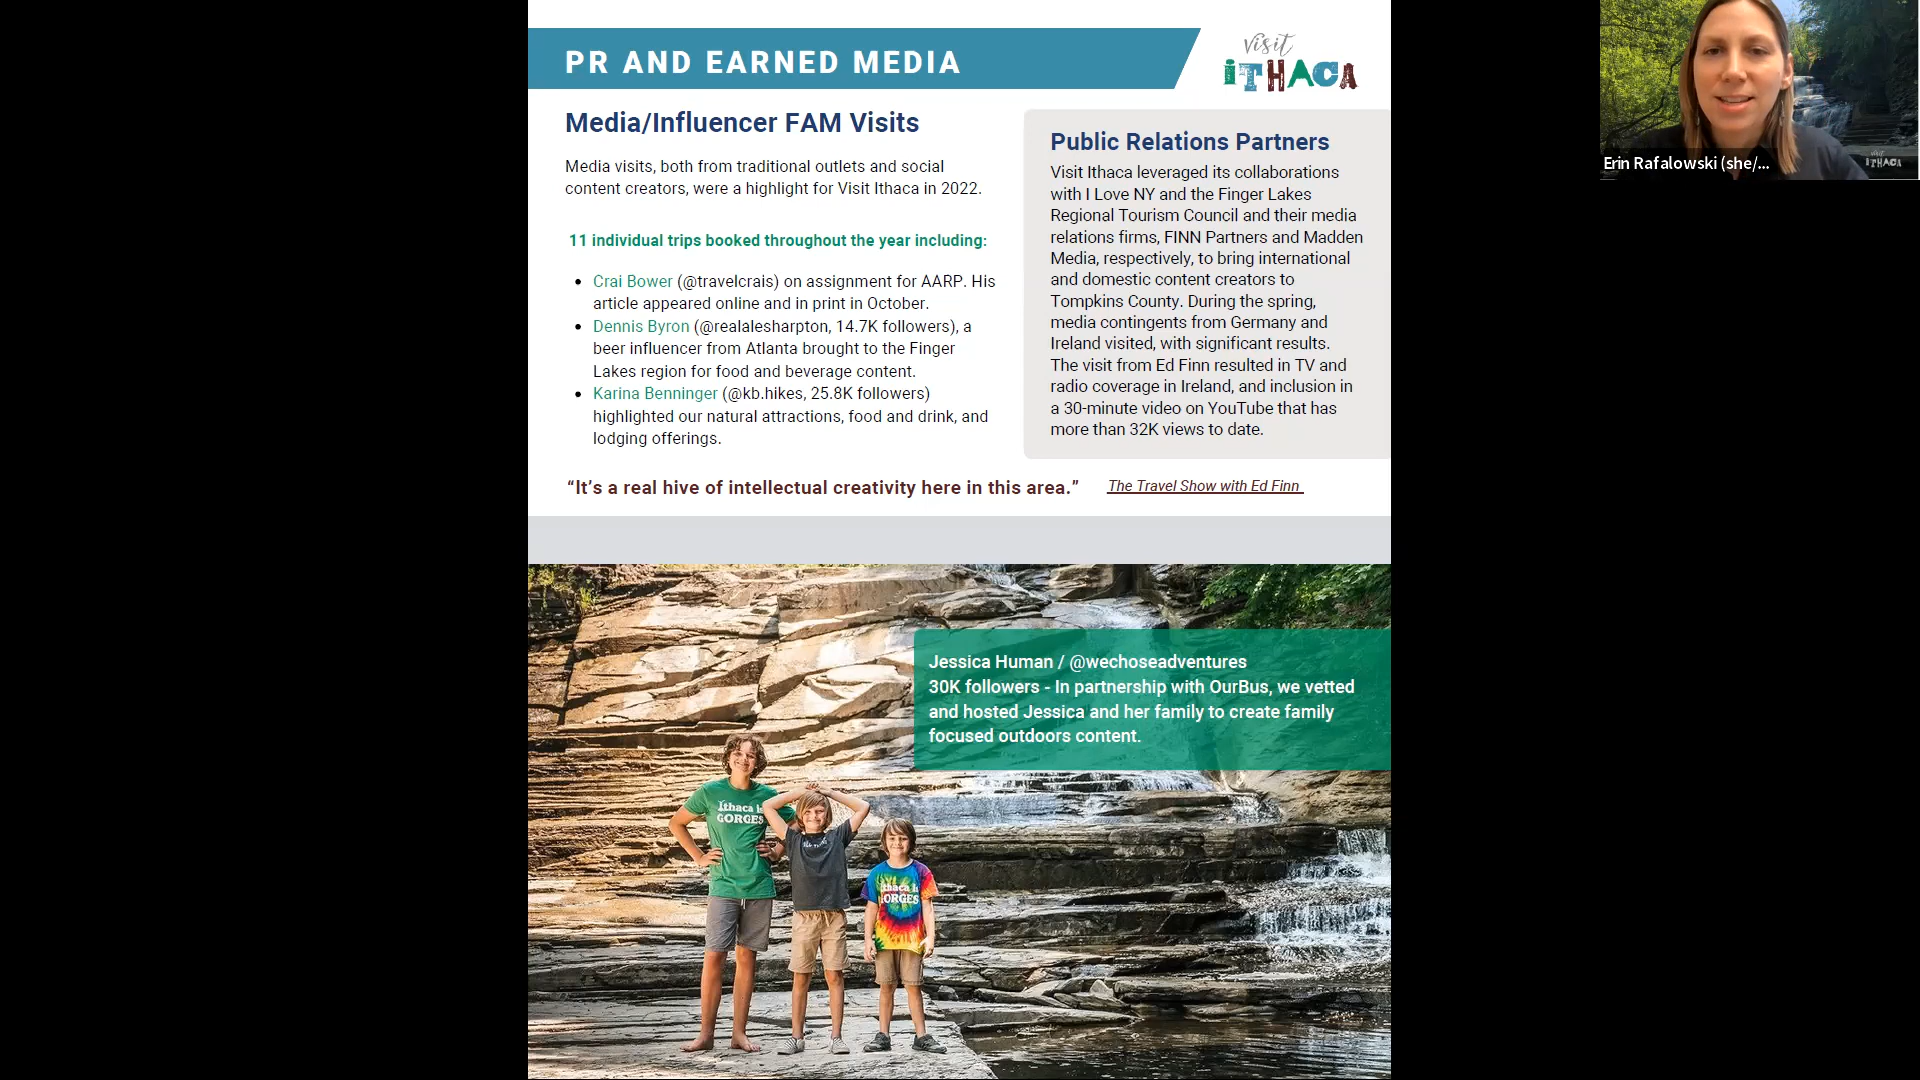 PR AND EARNED MEDIA
Visit
ITHACA
Media/Influencer FAM Visits
Media visits, both from traditional outlets and social
content creators, were a highlight for Visit Ithaca in 2022.
11 individual trips booked throughout the year including:
• Crai Bower (@travelcrais) on assignment for AARP. His
article appeared online and in print in October.
• Dennis Byron (@realalesharpton, 14.7K followers), a
beer influencer from Atlanta brought to the Finger
Lakes region for food and beverage content.
• Karina Benninger (@kb.hikes, 25.8K followers)
highlighted our natural attractions, food and drink, and
lodging offerings.
Public Relations Partners
Visit Ithaca leveraged its collaborations
with I Love NY and the Finger Lakes
Regional Tourism Council and their media
relations firms, FINN Partners and Madden
Media, respectively, to bring international
and domestic content creators to
Tompkins County. During the spring,
media contingents from Germany and
Ireland visited, with significant results.
The visit from Ed Finn resulted in TV and
radio coverage in Ireland, and inclusion in
a 30-minute video on YouTube that has
more than 32K views to date.
“It’s a real hive of intellectual creativity here in this area.”
The Travel Show with Ed Finn
Jessica Human / @wechoseadventures
30K followers - In partnership with OurBus, we vetted
and hosted Jessica and her family to create family
focused outdoors content.
Ithaca is
GORGES
Ithaca is
GORGES
Erin Rafalowski (she/...
Visit
ITHACA